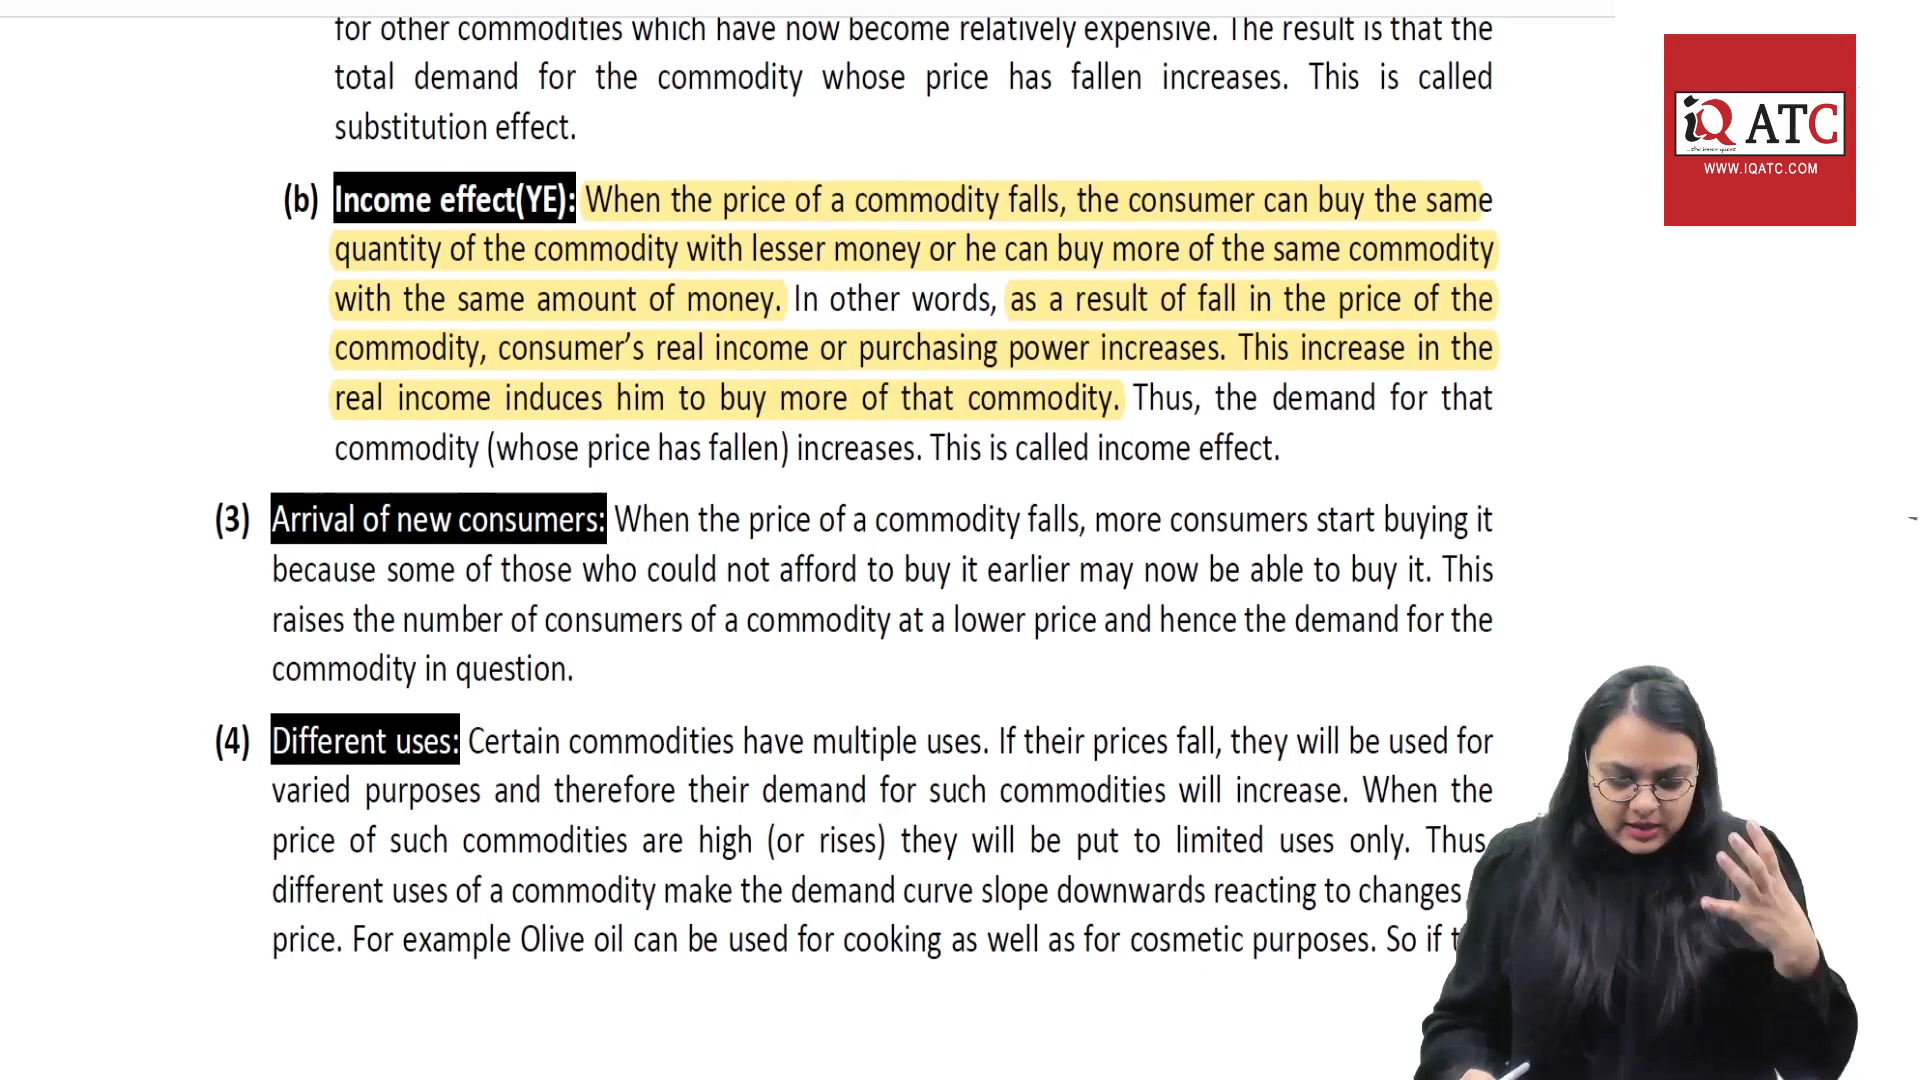 for other commodities which have now become relatively expensive. The result is that the
total demand for the commodity whose price has fallen increases. This is called
substitution effect.
(b) Income effect(YE): When the price of a commodity falls, the consumer can buy the same
quantity of the commodity with lesser money or he can buy more of the same commodity
with the same amount of money. In other words, as a result of fall in the price of the
commodity, consumer’s real income or purchasing power increases. This increase in the
real income induces him to buy more of that commodity. Thus, the demand for that
commodity (whose price has fallen) increases. This is called income effect.
(3) Arrival of new consumers: When the price of a commodity falls, more consumers start buying it
because some of those who could not afford to buy it earlier may now be able to buy it. This
raises the number of consumers of a commodity at a lower price and hence the demand for the
commodity in question.
(4) Different uses: Certain commodities have multiple uses. If their prices fall, they will be used for
varied purposes and therefore their demand for such commodities will increase. When the
price of such commodities are high (or rises) they will be put to limited uses only. Thus
different uses of a commodity make the demand curve slope downwards reacting to changes
price. For example Olive oil can be used for cooking as well as for cosmetic purposes. So if
iQ ATC
...the inner quest
WWW.IQATC.COM